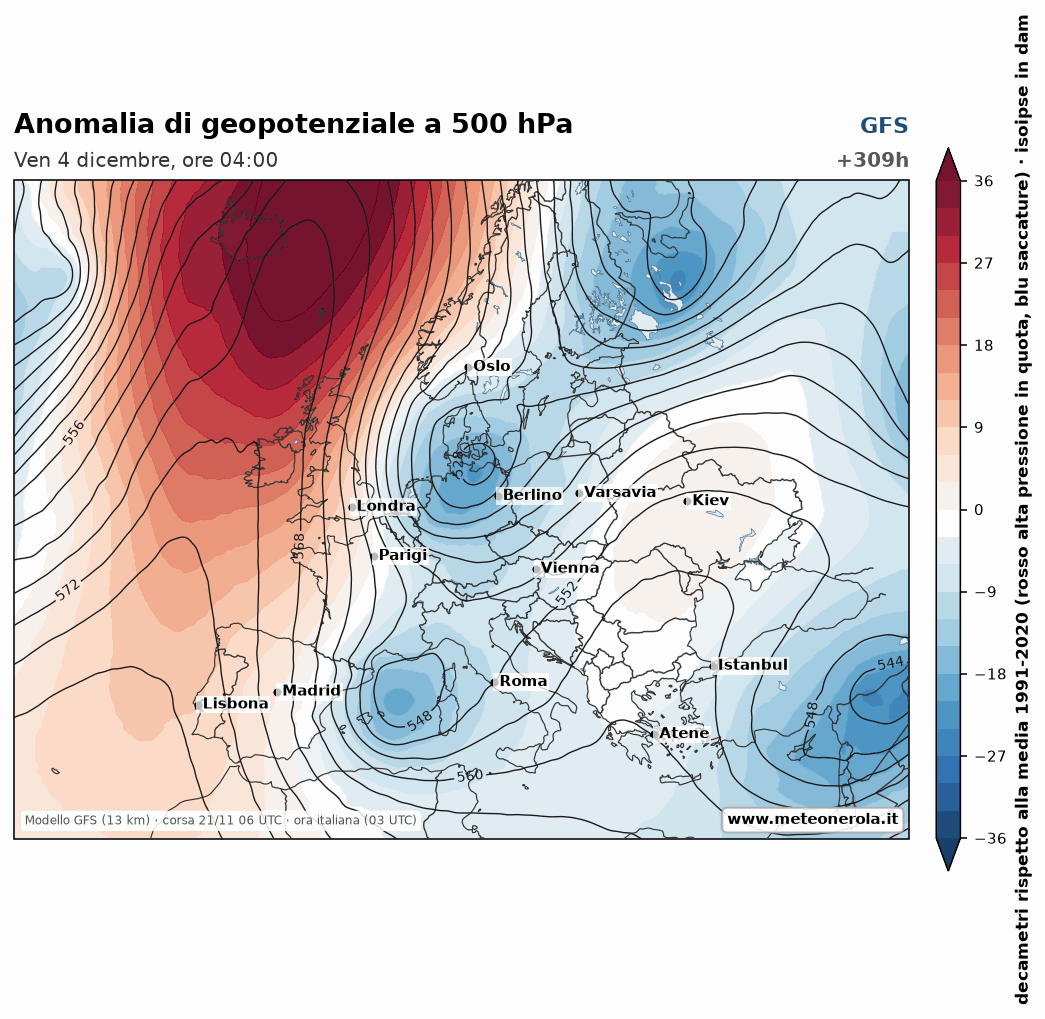 Anomalia di geopotenziale a 500 hPa
GFS
Ven 4 dicembre, ore 04:00
+309h
Oslo
556
528
Londra
Berlino
Varsavia
Kiev
568
Parigi
Vienna
572
552
Madrid
Lisbona
Roma
Istanbul
544
548
548
Atene
560
Modello GFS (13 km) · corsa 21/11 06 UTC · ora italiana (03 UTC)
www.meteonerola.it
36
27
18
9
0
−9
−18
−27
−36
decametri rispetto alla media 1991-2020 (rosso alta pressione in quota, blu saccature) · isoipse in dam